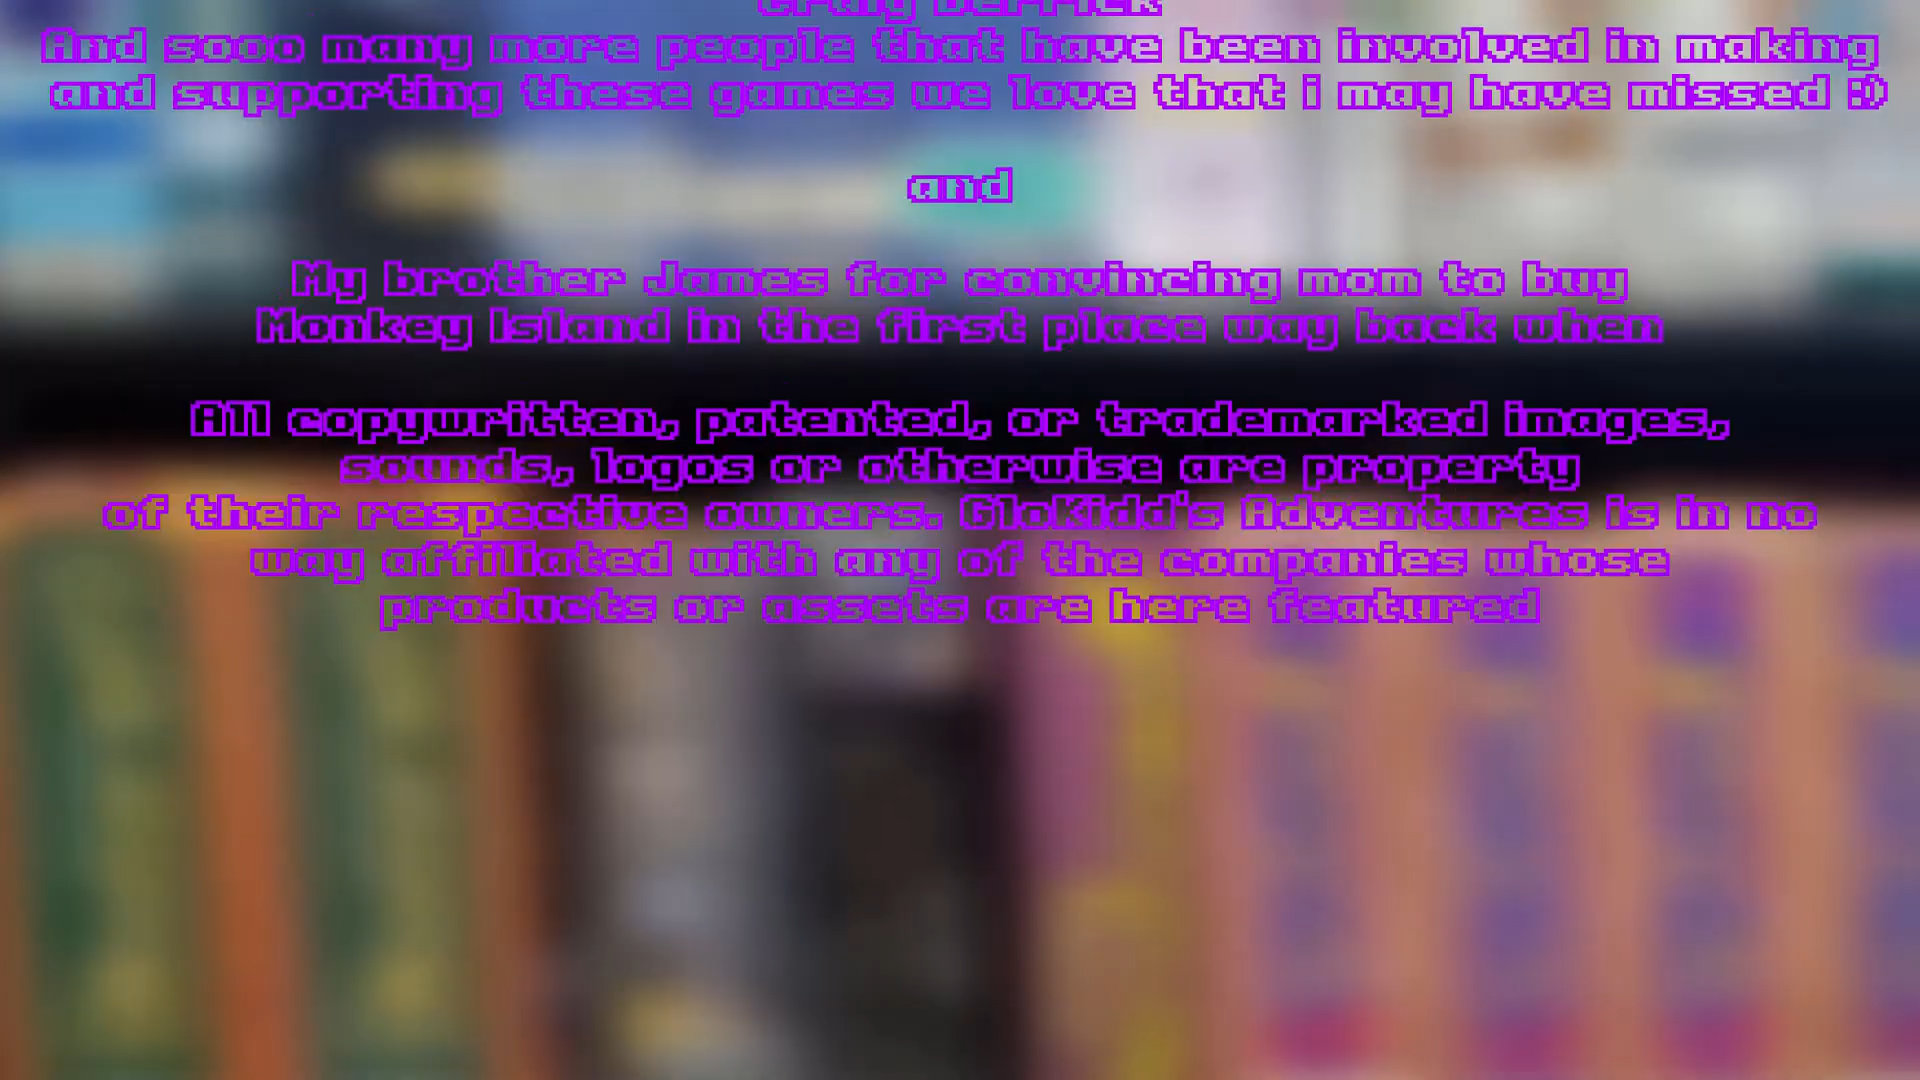 Craig Derrick
And sooo many more people that have been involved in making
and supporting these games we love that i may have missed :)
and
My brother James for convincing mom to buy
Monkey Island in the first place way back when
All copywritten, patented, or trademarked images,
sounds, logos or otherwise are property
of their respective owners. GloKidd's Adventures is in no
way affiliated with any of the companies whose
products or assets are here featured